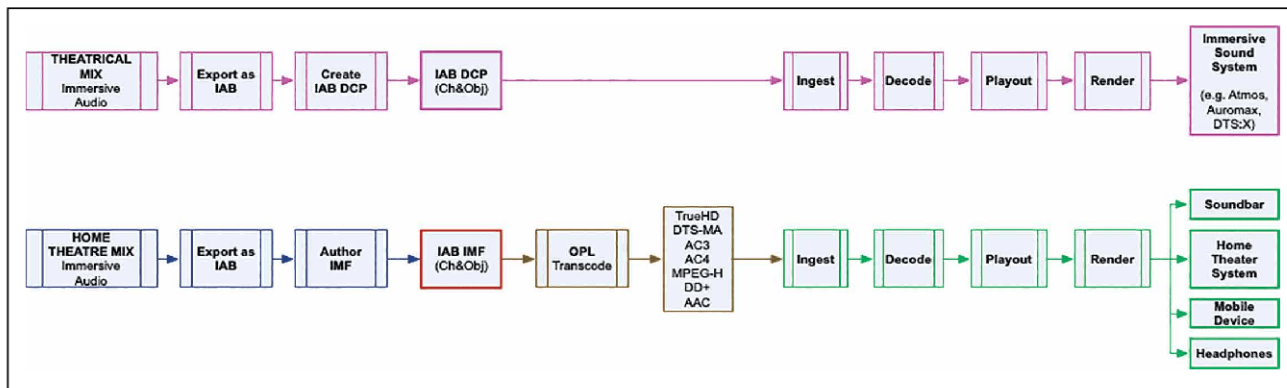 THEATRICAL
MIX
Immersive
Audio
Export as
IAB
Create
IAB DCP
IAB DCP
(Ch&Obj)
Ingest
Decode
Playout
Render
Immersive
Sound
System
(e.g. Atmos,
Auromax,
DTS:X)
HOME
THEATRE MIX
Immersive
Audio
Export as
IAB
Author
IMF
IAB IMF
(Ch&Obj)
OPL
Transcode
TrueHD
DTS-MA
AC3
AC4
MPEG-H
DD+
AAC
Ingest
Decode
Playout
Render
Soundbar
Home
Theater
System
Mobile
Device
Headphones